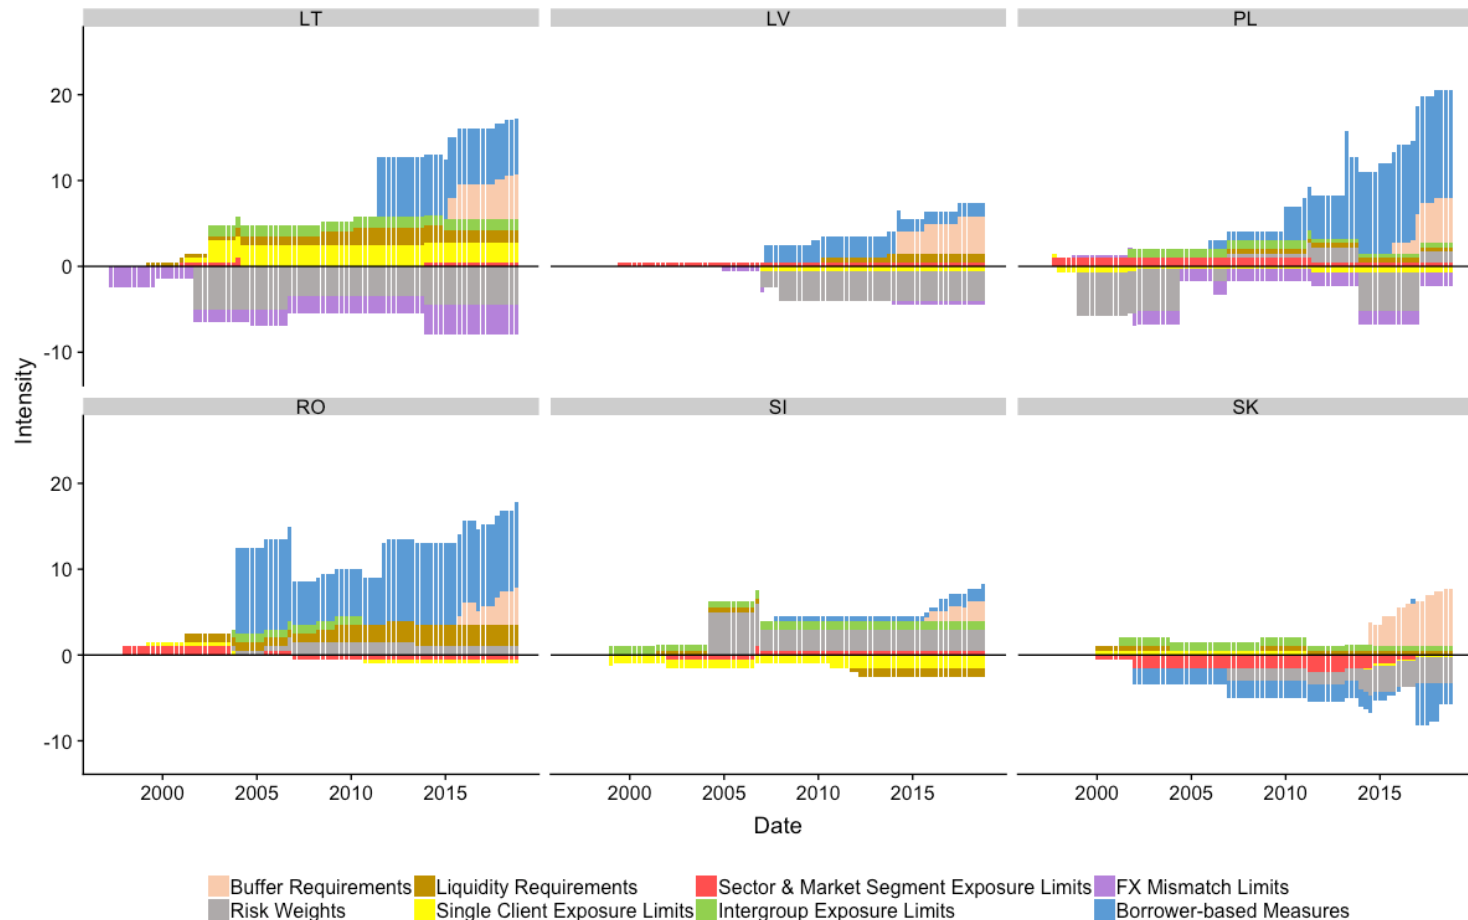 LT LV PL
20
10
0
-10
Intensity
RO SI SK
20
10
0
-10
2000 2005 2010 2015 2000 2005 2010 2015 2000 2005 2010 2015
Date
Buffer Requirements Liquidity Requirements Sector & Market Segment Exposure Limits FX Mismatch Limits
Risk Weights Single Client Exposure Limits Intergroup Exposure Limits Borrower-based Measures